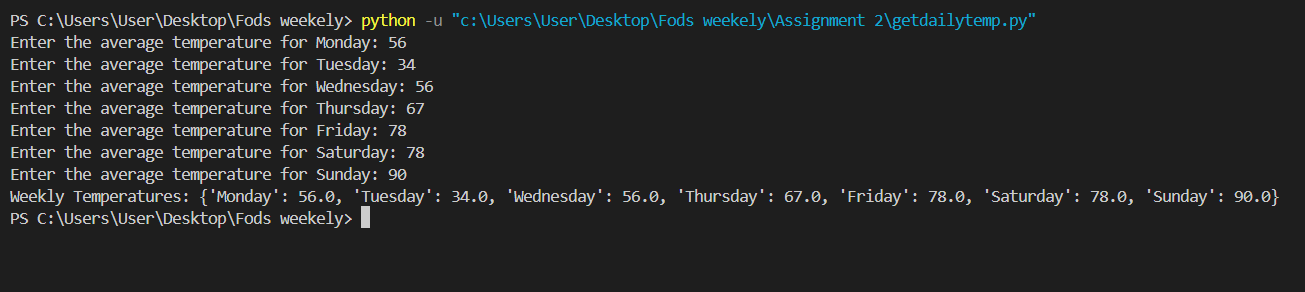 PS C:\Users\User\Desktop\Fods weekely> python -u "c:\Users\User\Desktop\Fods weekely\Assignment 2\getdailytemp.py"
Enter the average temperature for Monday: 56
Enter the average temperature for Tuesday: 34
Enter the average temperature for Wednesday: 56
Enter the average temperature for Thursday: 67
Enter the average temperature for Friday: 78
Enter the average temperature for Saturday: 78
Enter the average temperature for Sunday: 90
Weekly Temperatures: {'Monday': 56.0, 'Tuesday': 34.0, 'Wednesday': 56.0, 'Thursday': 67.0, 'Friday': 78.0, 'Saturday': 78.0, 'Sunday': 90.0}
PS C:\Users\User\Desktop\Fods weekely>